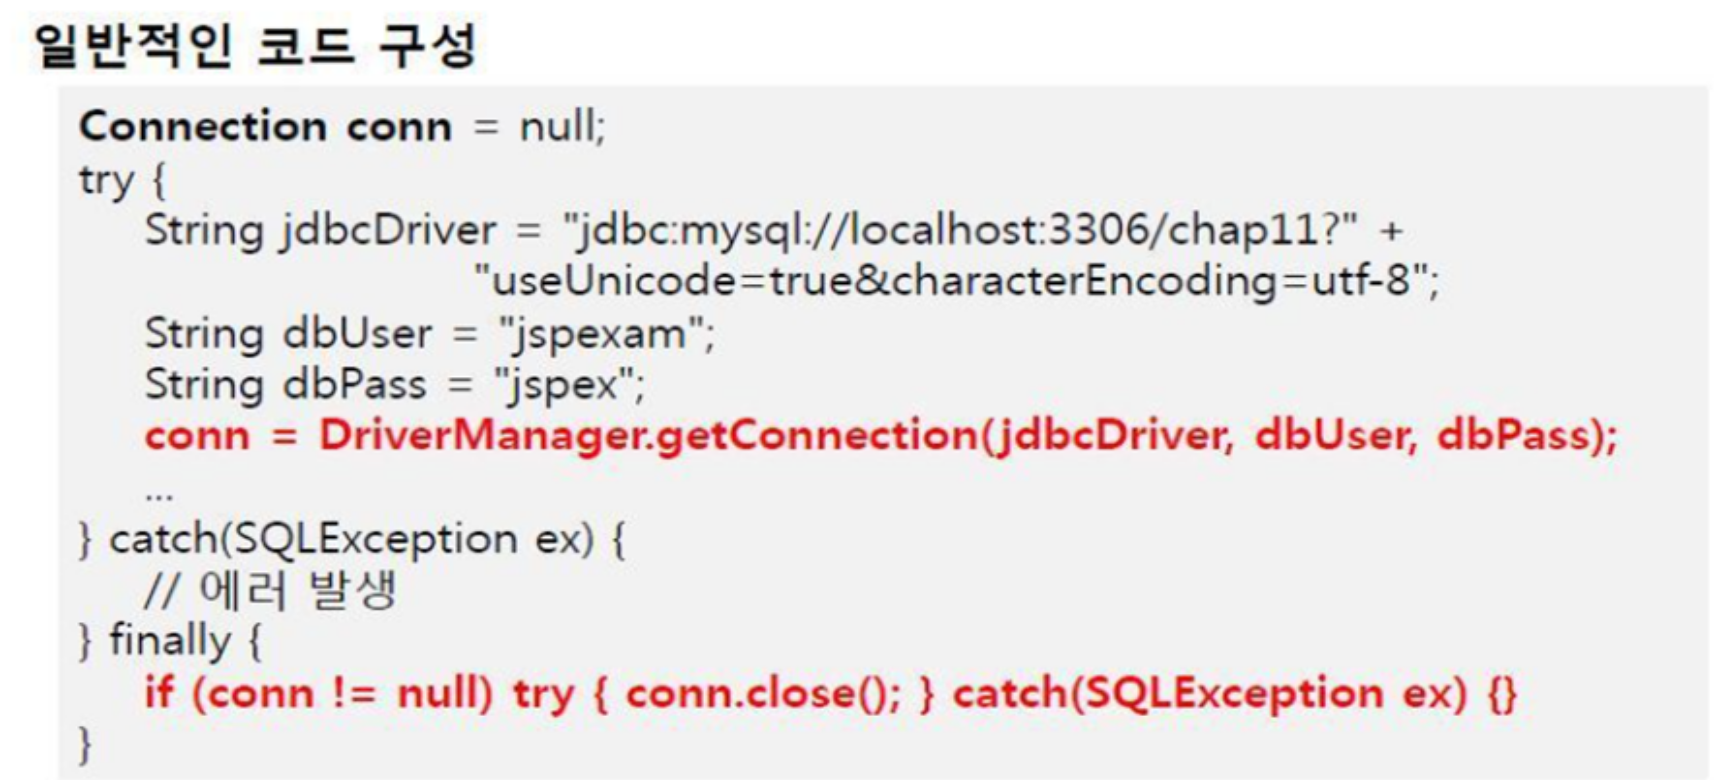 일반적인 코드 구성
Connection conn = null;
try {
String jdbcDriver = "jdbc:mysql://localhost:3306/chap11?" +
"useUnicode=true&characterEncoding=utf-8";
String dbUser = "jspexam";
String dbPass = "jspex";
conn = DriverManager.getConnection(jdbcDriver, dbUser, dbPass);
...
} catch(SQLException ex) {
// 에러 발생
} finally {
if (conn != null) try { conn.close(); } catch(SQLException ex) {}
}